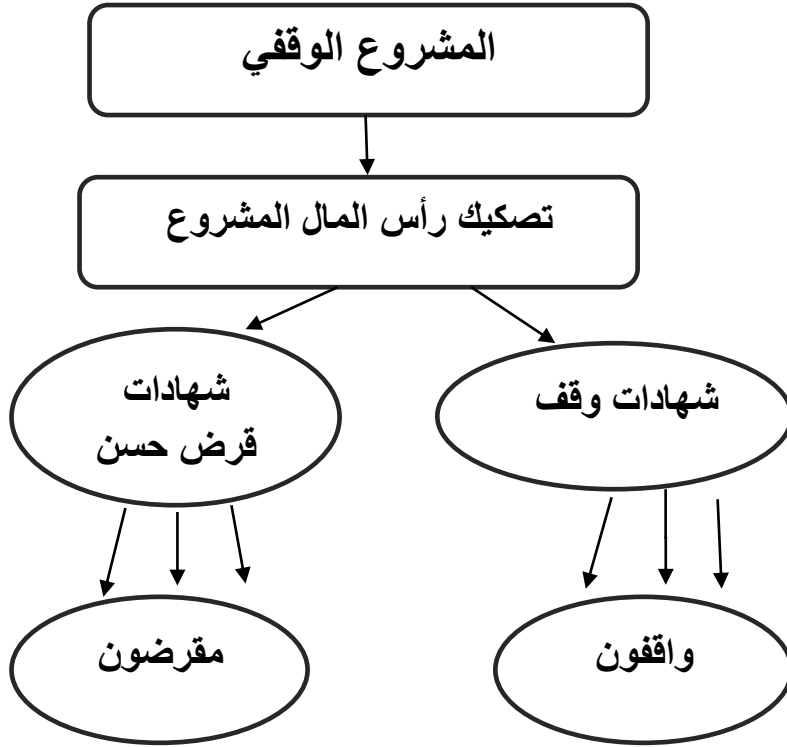 المشروع الوقفي
تصكيك رأس المال المشروع
شهادات وقف
شهادات
قرض حسن
واقفون
مقرضون